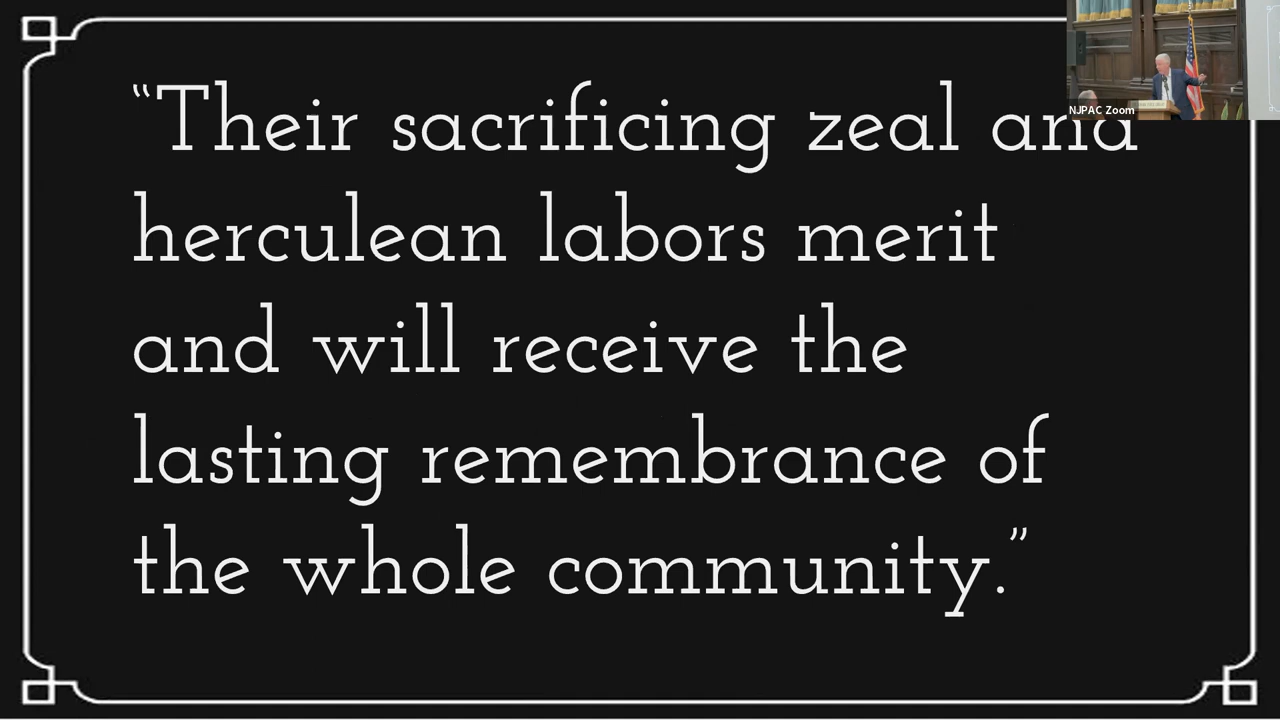 “Their sacrificing zeal and
herculean labors merit
and will receive the
lasting remembrance of
the whole community.”
NJPAC Zoom